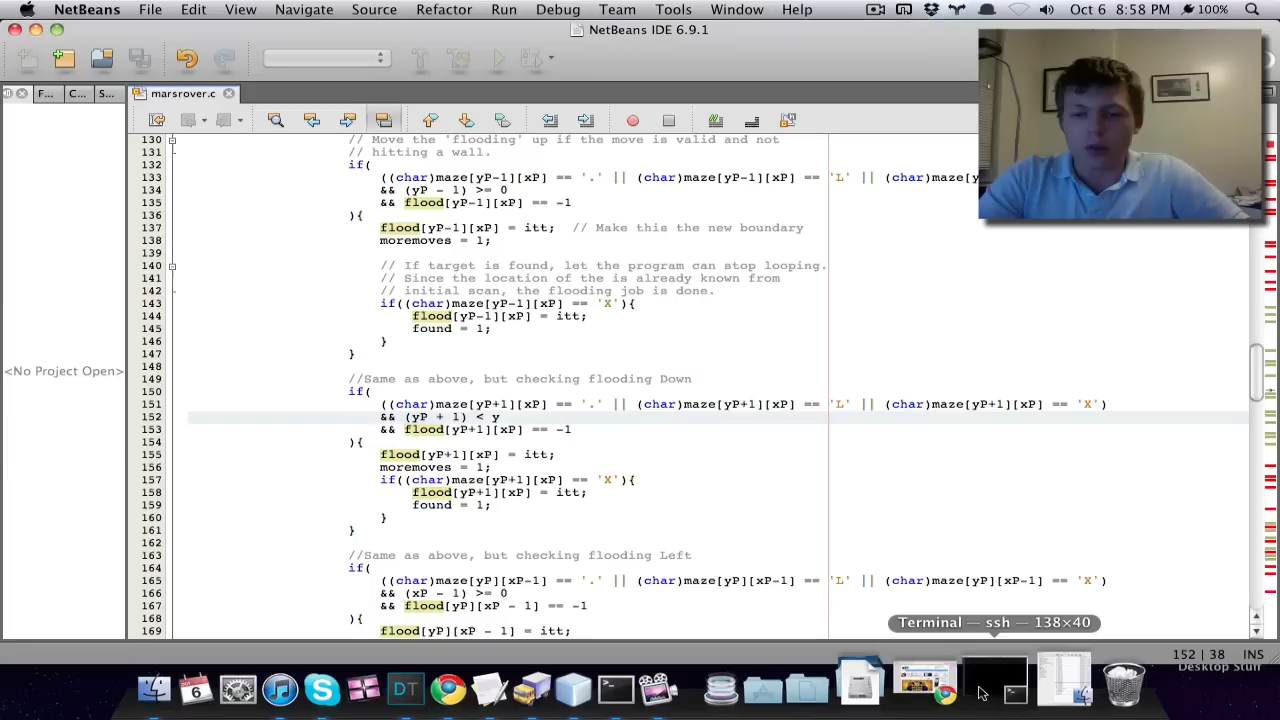 NetBeans File Edit View Navigate Source Refactor Run Debug Team Tools Window Help Oct 6 8:58 PM 100%
NetBeans IDE 6.9.1
F... C... S... marsrover.c
130 // Move the 'flooding' up if the move is valid and not
131 // hitting a wall.
132 if(
133 ((char)maze[yP-1][xP] == '.' || (char)maze[yP-1][xP] == 'L' || (char)maze[yP-1][xP]
134 && (yP - 1) >= 0
135 && flood[yP-1][xP] == -1
136 ){
137 flood[yP-1][xP] = itt; // Make this the new boundary
138 moremoves = 1;
139
140 // If target is found, let the program can stop looping.
141 // Since the location of the is already known from
142 // initial scan, the flooding job is done.
143 if((char)maze[yP-1][xP] == 'X'){
144 flood[yP-1][xP] = itt;
145 found = 1;
146 }
147 }
148
149 //Same as above, but checking flooding Down
150 if(
151 ((char)maze[yP+1][xP] == '.' || (char)maze[yP+1][xP] == 'L' || (char)maze[yP+1][xP] == 'X')
152 && (yP + 1) < y
153 && flood[yP+1][xP] == -1
154 ){
155 flood[yP+1][xP] = itt;
156 moremoves = 1;
157 if((char)maze[yP+1][xP] == 'X'){
158 flood[yP+1][xP] = itt;
159 found = 1;
160 }
161 }
162
163 //Same as above, but checking flooding Left
164 if(
165 ((char)maze[yP][xP-1] == '.' || (char)maze[yP][xP-1] == 'L' || (char)maze[yP][xP-1] == 'X')
166 && (xP - 1) >= 0
167 && flood[yP][xP - 1] == -1
168 ){
169 flood[yP][xP - 1] = itt;
<No Project Open>
Terminal — ssh — 138×40
152 | 38 INS
Desktop Stuff
6
DT